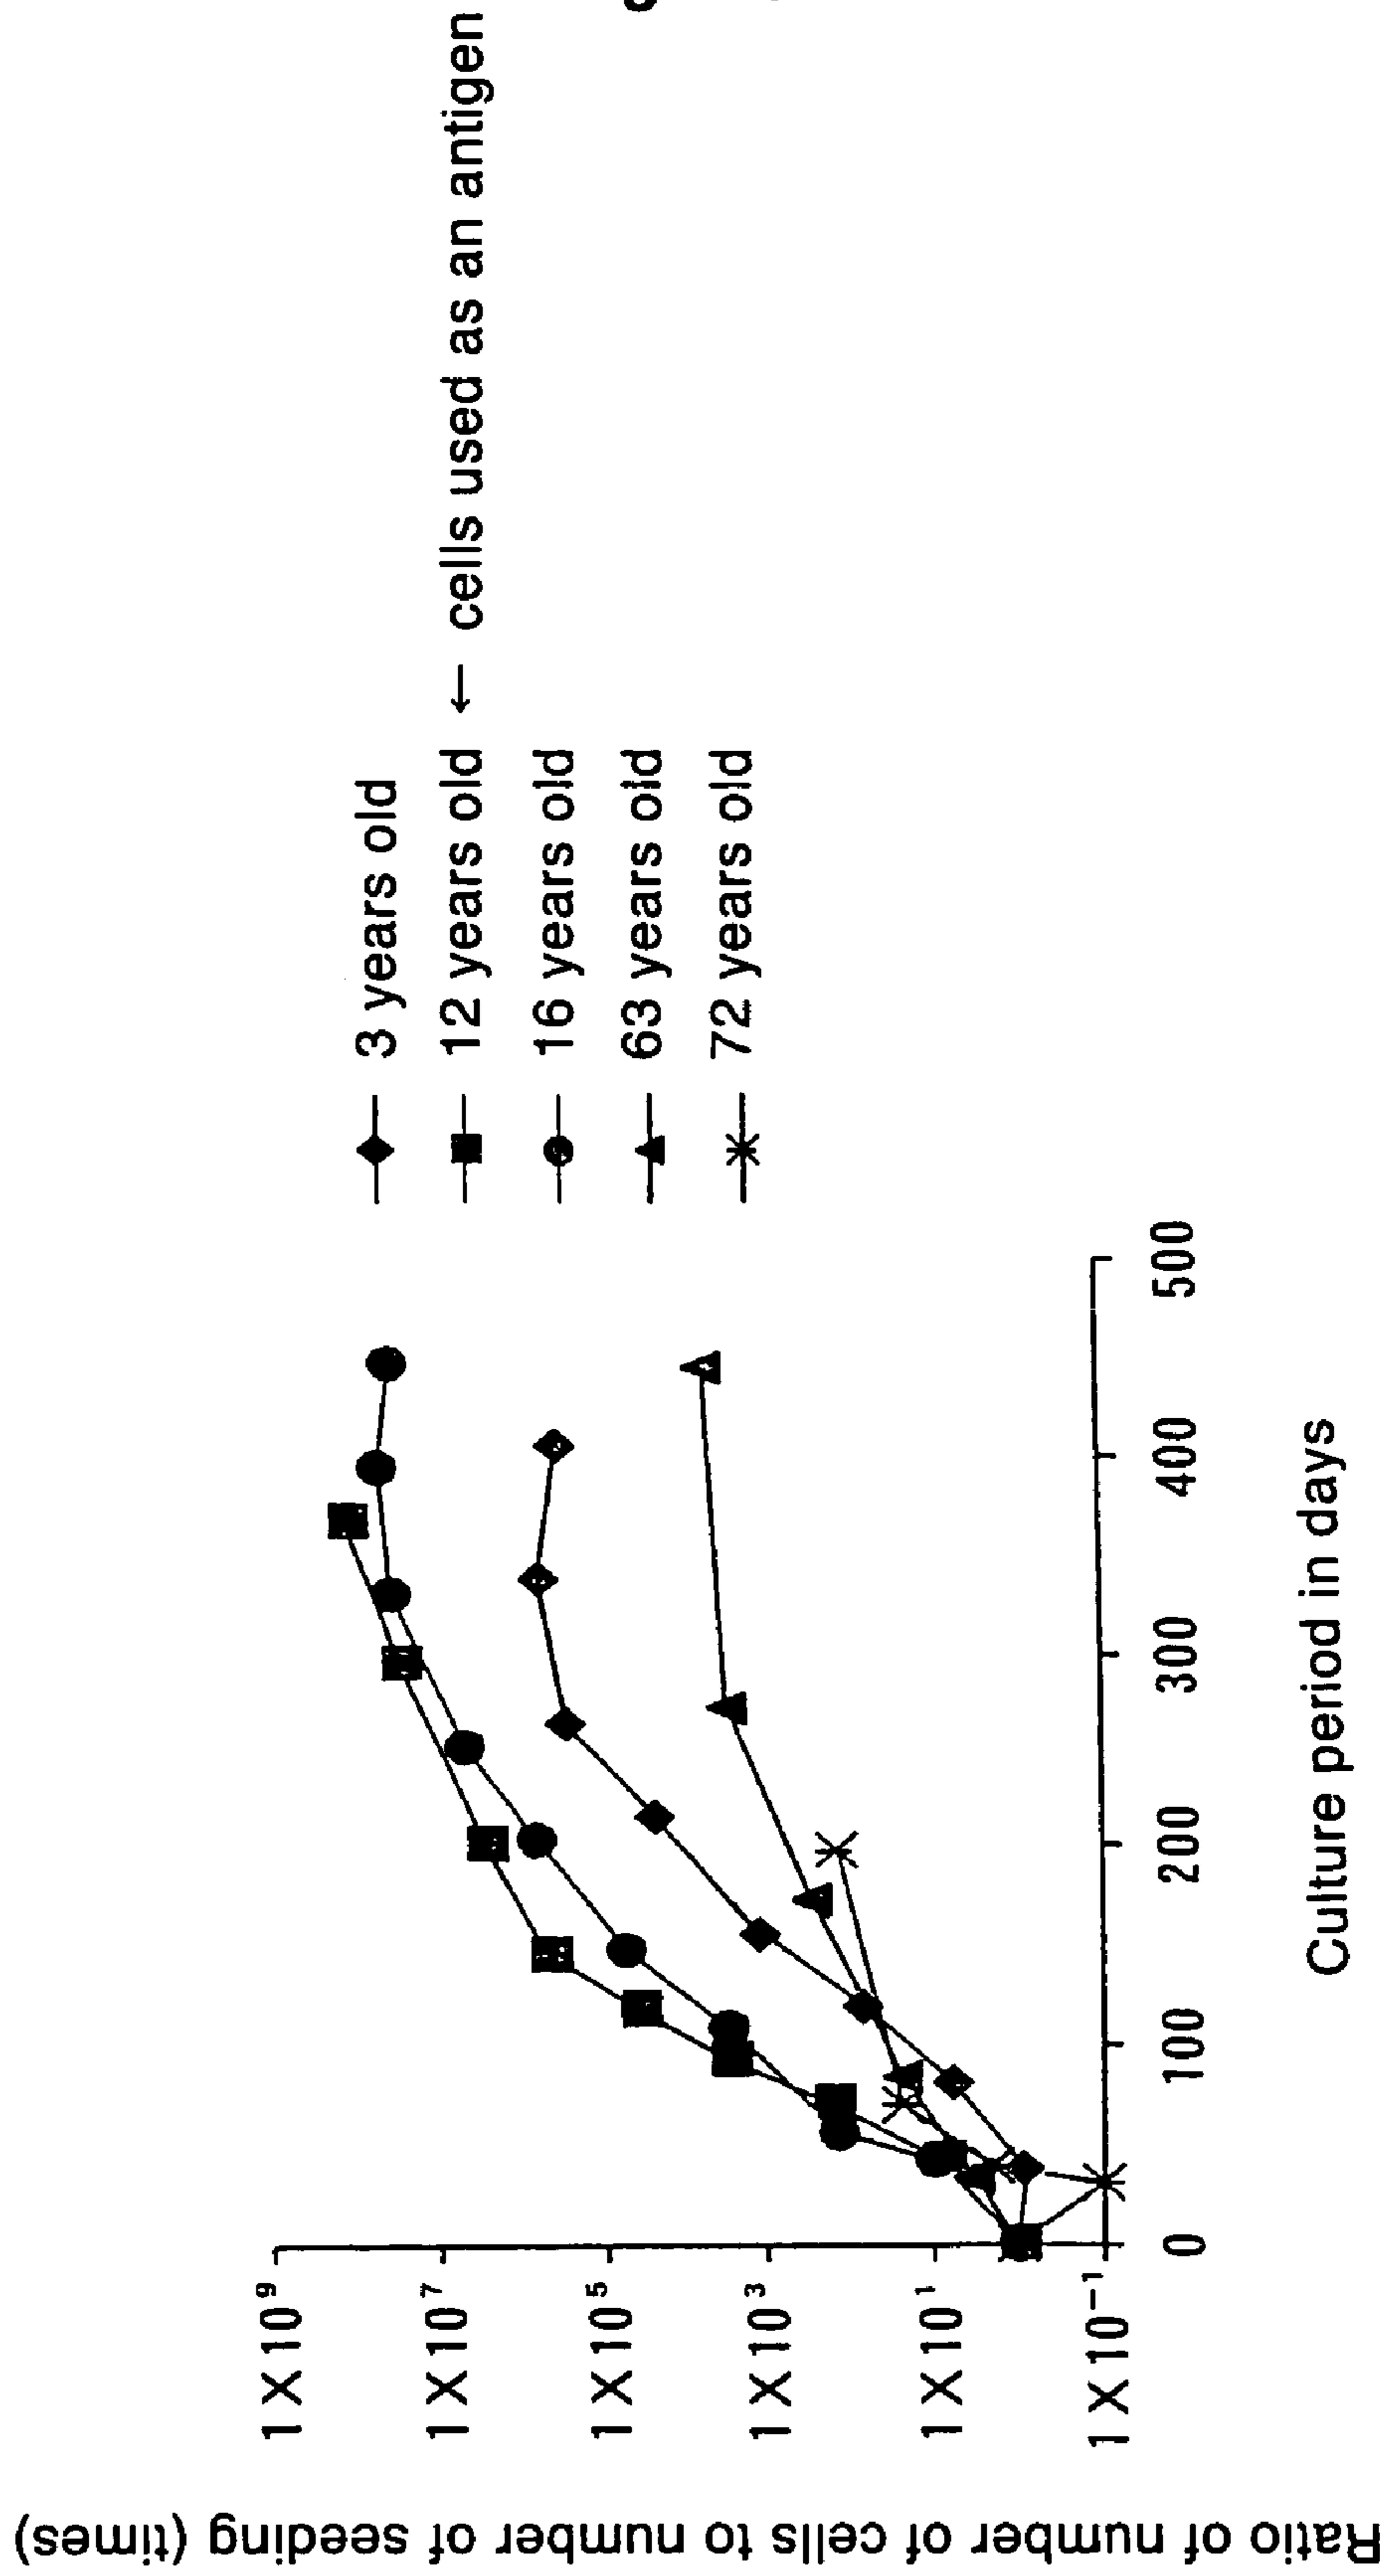 Ratio of number of cells to number of seeding (times)
1 X 10⁹
1 X 10⁷
1 X 10⁵
1 X 10³
1 X 10¹
1 X 10⁻¹
0
100
200
300
400
500
Culture period in days
3 years old
12 years old ← cells used as an antigen
16 years old
63 years old
72 years old